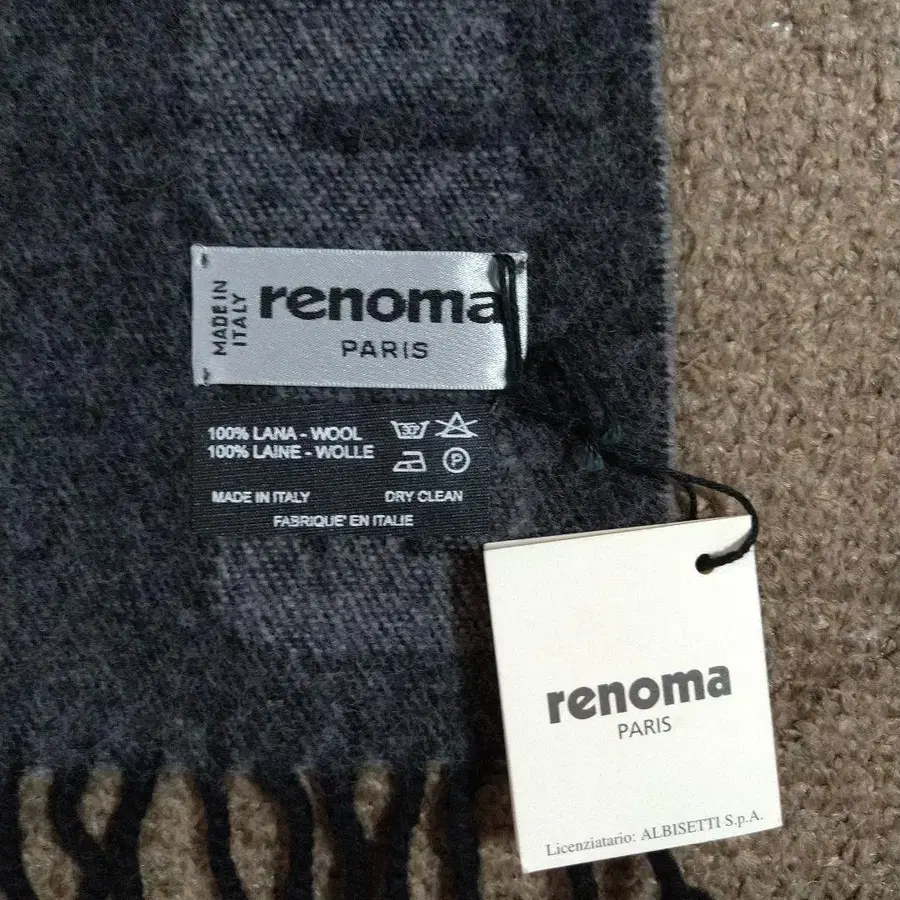 MADE IN
ITALY
renoma
PARIS
100% LANA - WOOL
100% LAINE - WOLLE
30°
P
MADE IN ITALY
DRY CLEAN
FABRIQUE' EN ITALIE
renoma
PARIS
Licenziatario: ALBISETTI S.p.A.